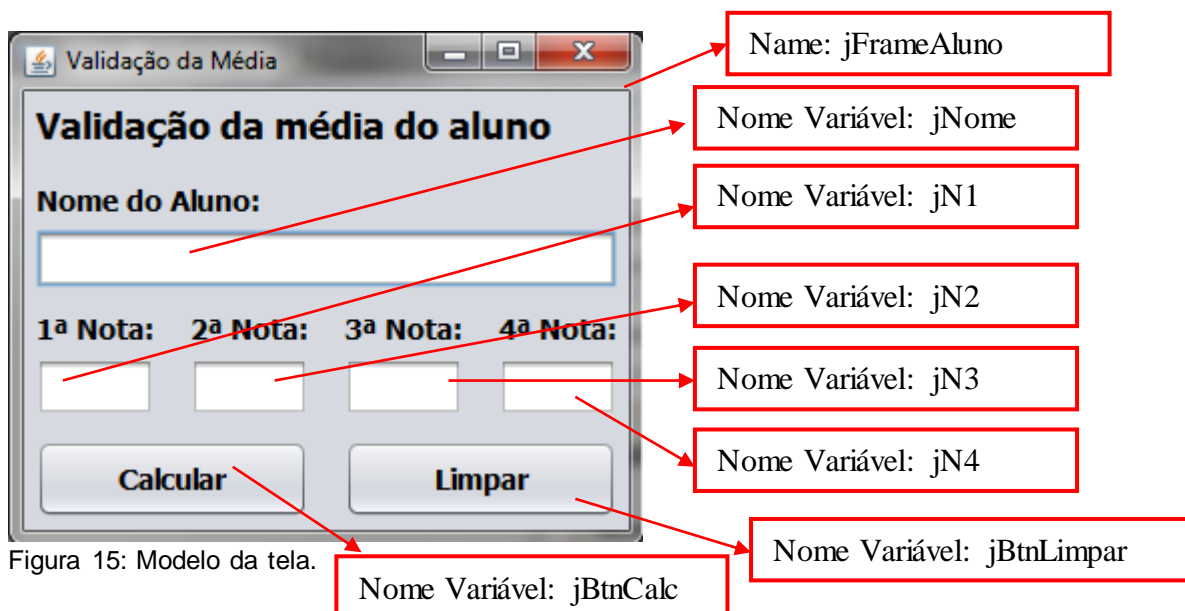 Validação da Média
Name: jFrameAluno
Validação da média do aluno
Nome Variável: jNome
Nome do Aluno:
Nome Variável: jN1
1ª Nota: 2ª Nota: 3ª Nota: 4ª Nota:
Nome Variável: jN2
Nome Variável: jN3
Nome Variável: jN4
Calcular Limpar
Figura 15: Modelo da tela.
Nome Variável: jBtnLimpar
Nome Variável: jBtnCalc